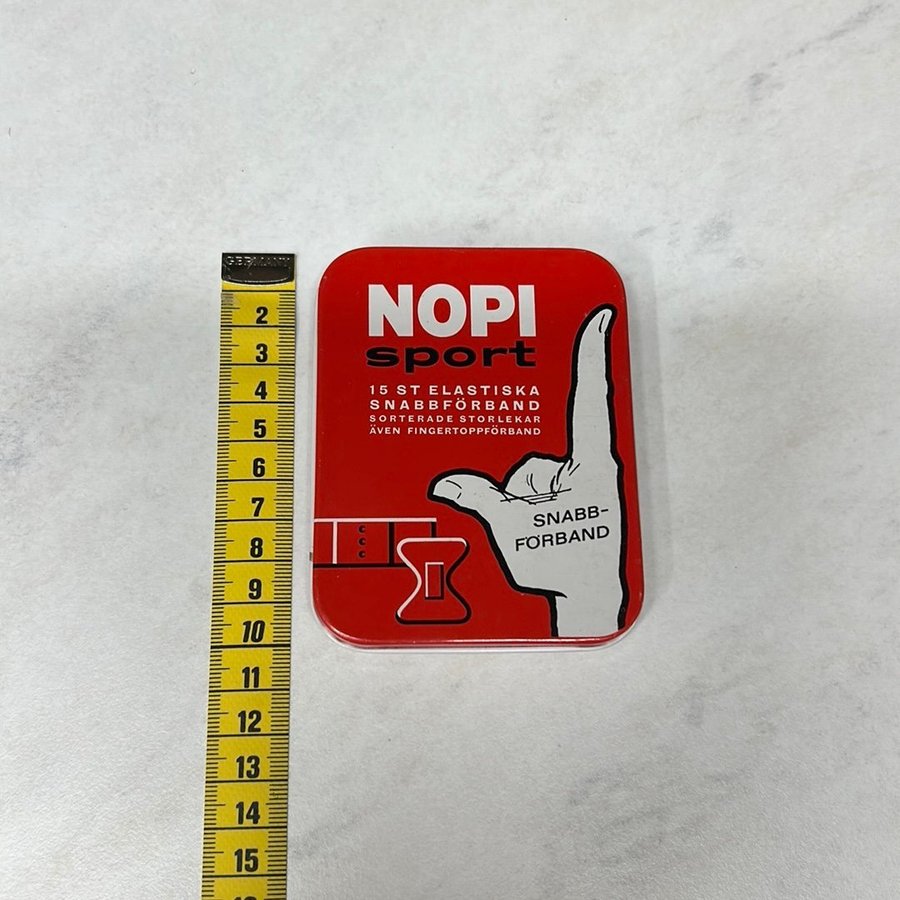 GERMANY
2
3
4
5
6
7
8
9
10
11
12
13
14
15
NOPI
sport
15 ST ELASTISKA
SNABBFÖRBAND
SORTERADE STORLEKAR
ÄVEN FINGERTOPPFÖRBAND
SNABB-
FÖRBAND